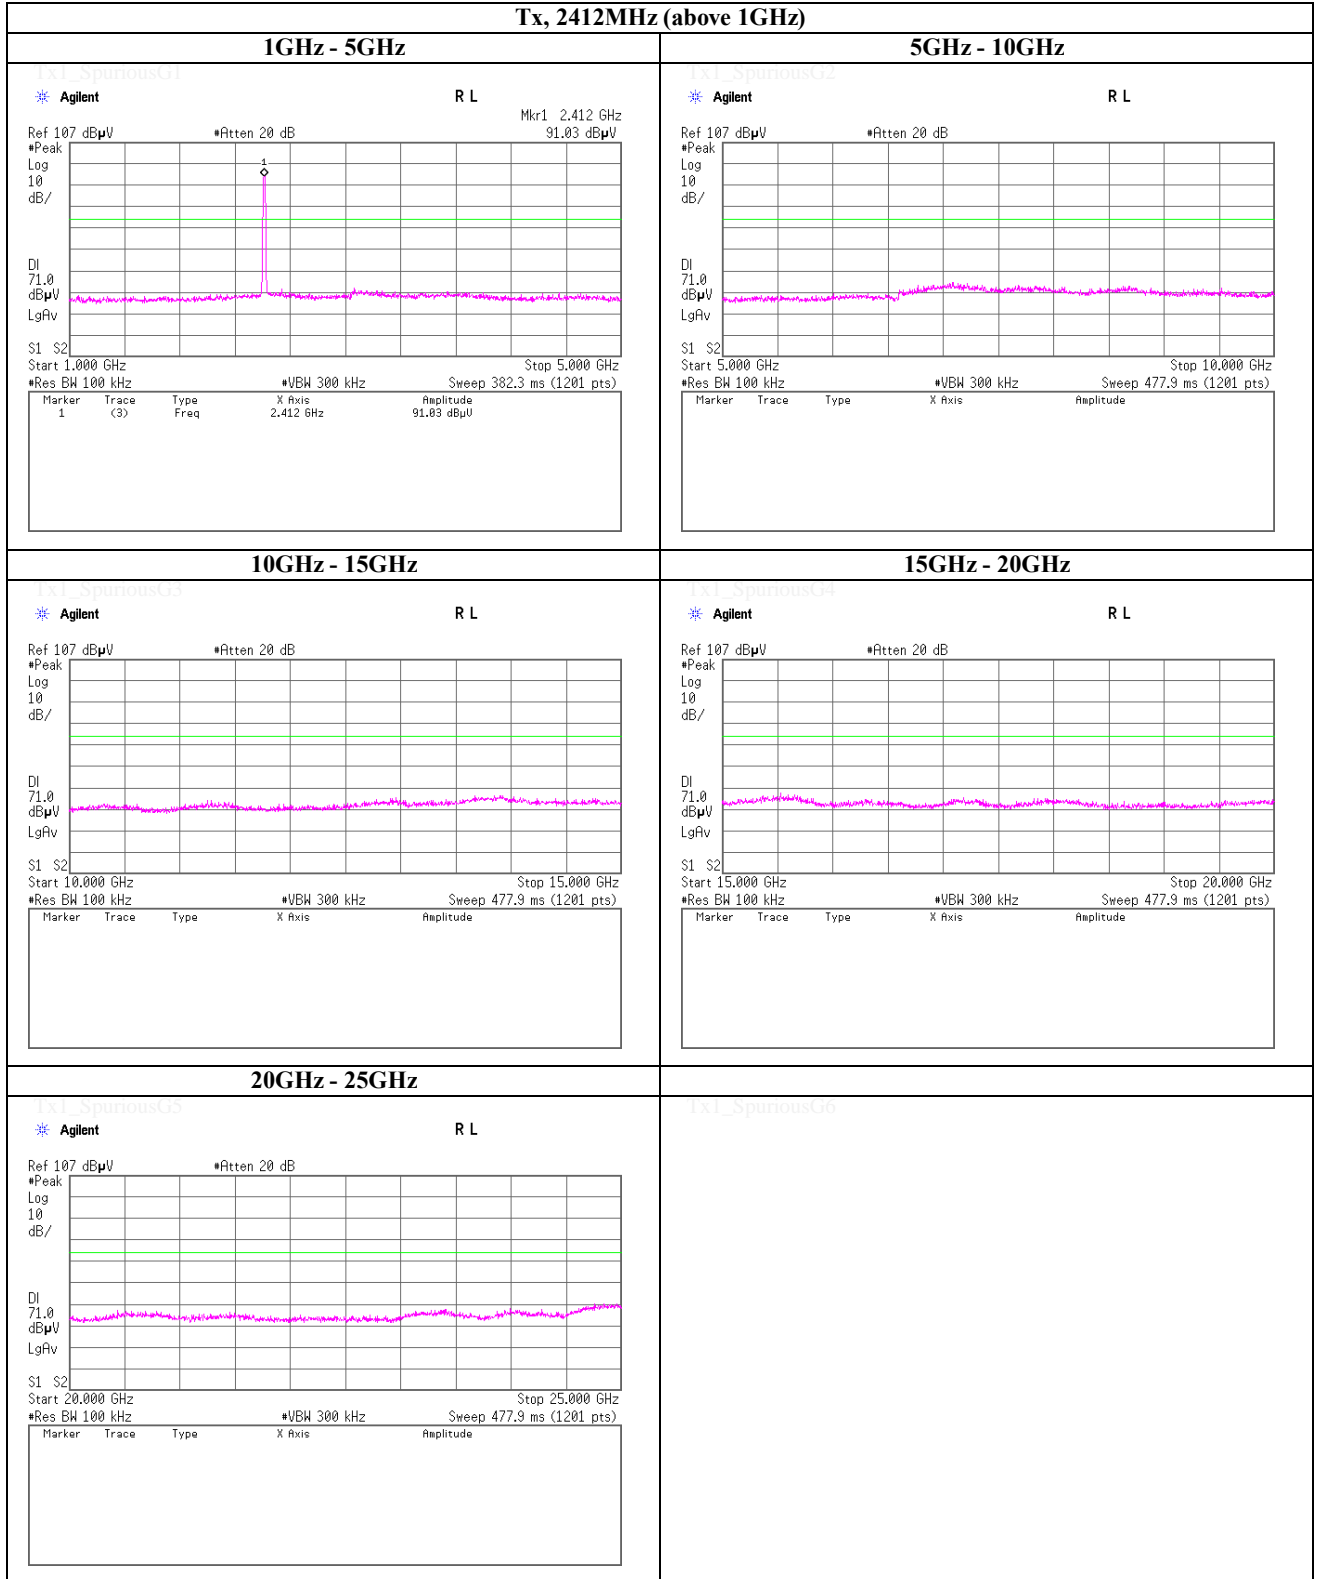 Tx, 2412MHz (above 1GHz)
1GHz - 5GHz
5GHz - 10GHz
Tx1_SpuriousG1
Agilent
R L
Mkr1 2.412 GHz
Ref 107 dBµV
#Atten 20 dB
91.03 dBµV
#Peak
Log
10
dB/
1
DI
71.0
dBµV
LgAv
S1 S2
Start 1.000 GHz
Stop 5.000 GHz
#Res BW 100 kHz
#VBW 300 kHz
Sweep 382.3 ms (1201 pts)
Marker Trace Type X Axis Amplitude
1 (3) Freq 2.412 GHz 91.03 dBµV
Tx1_SpuriousG2
Agilent
R L
Ref 107 dBµV
#Atten 20 dB
#Peak
Log
10
dB/
DI
71.0
dBµV
LgAv
S1 S2
Start 5.000 GHz
Stop 10.000 GHz
#Res BW 100 kHz
#VBW 300 kHz
Sweep 477.9 ms (1201 pts)
Marker Trace Type X Axis Amplitude
10GHz - 15GHz
15GHz - 20GHz
Tx1_SpuriousG3
Agilent
R L
Ref 107 dBµV
#Atten 20 dB
#Peak
Log
10
dB/
DI
71.0
dBµV
LgAv
S1 S2
Start 10.000 GHz
Stop 15.000 GHz
#Res BW 100 kHz
#VBW 300 kHz
Sweep 477.9 ms (1201 pts)
Marker Trace Type X Axis Amplitude
Tx1_SpuriousG4
Agilent
R L
Ref 107 dBµV
#Atten 20 dB
#Peak
Log
10
dB/
DI
71.0
dBµV
LgAv
S1 S2
Start 15.000 GHz
Stop 20.000 GHz
#Res BW 100 kHz
#VBW 300 kHz
Sweep 477.9 ms (1201 pts)
Marker Trace Type X Axis Amplitude
20GHz - 25GHz
Tx1_SpuriousG5
Agilent
R L
Ref 107 dBµV
#Atten 20 dB
#Peak
Log
10
dB/
DI
71.0
dBµV
LgAv
S1 S2
Start 20.000 GHz
Stop 25.000 GHz
#Res BW 100 kHz
#VBW 300 kHz
Sweep 477.9 ms (1201 pts)
Marker Trace Type X Axis Amplitude
Tx1_SpuriousG6